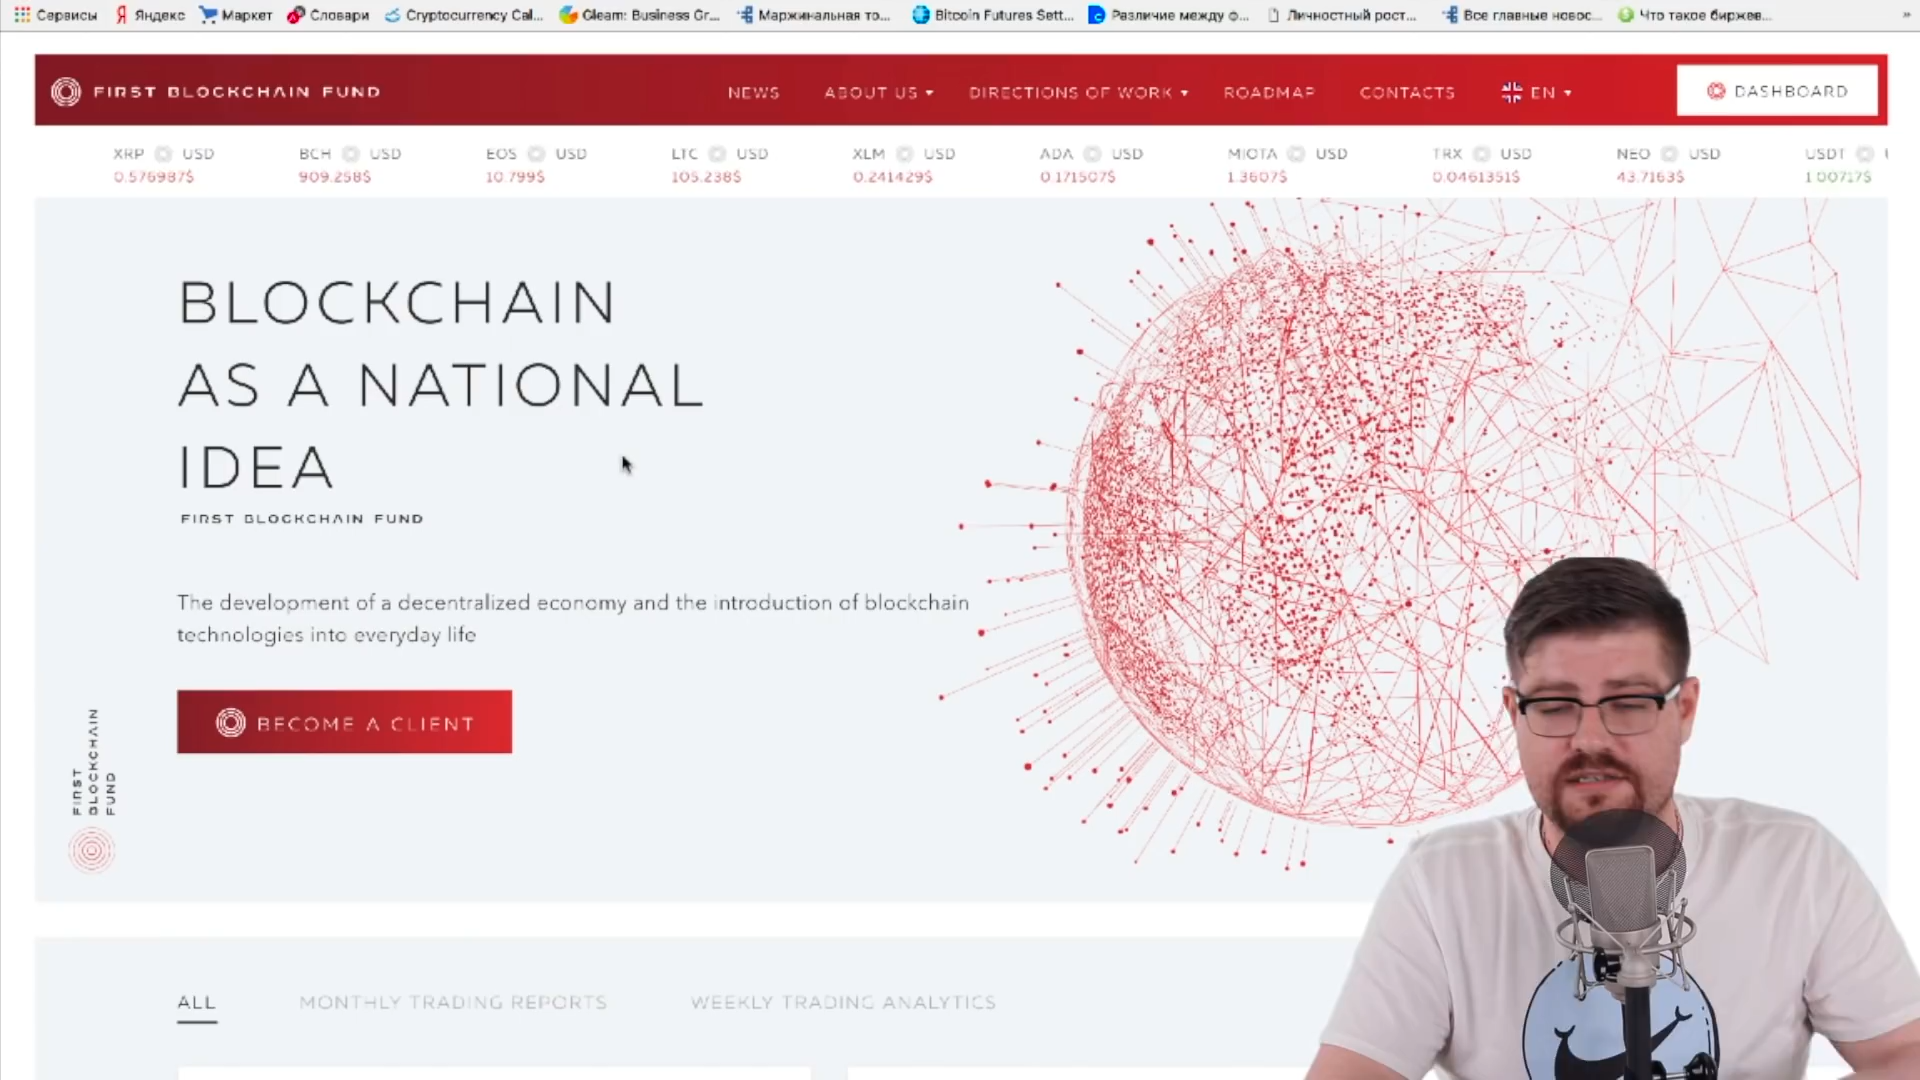 Сервисы Яндекс Маркет Словари Cryptocurrency Cal... Gleam: Business Gr... Маржинальная то... Bitcoin Futures Sett... Различие между ф... Личностный рост... Все главные новос... Что такое биржев... »
FIRST BLOCKCHAIN FUND NEWS ABOUT US DIRECTIONS OF WORK ROADMAP CONTACTS EN DASHBOARD
XRP USD BCH USD EOS USD LTC USD XLM USD ADA USD MIOTA USD TRX USD NEO USD USDT
0.576987$ 909.258$ 10.799$ 105.238$ 0.241429$ 0.171507$ 1.3607$ 0.0461351$ 43.7163$ 1.00717$
BLOCKCHAIN
AS A NATIONAL
IDEA
FIRST BLOCKCHAIN FUND
The development of a decentralized economy and the introduction of blockchain
technologies into everyday life
BECOME A CLIENT
FIRST
BLOCKCHAIN
FUND
ALL MONTHLY TRADING REPORTS WEEKLY TRADING ANALYTICS